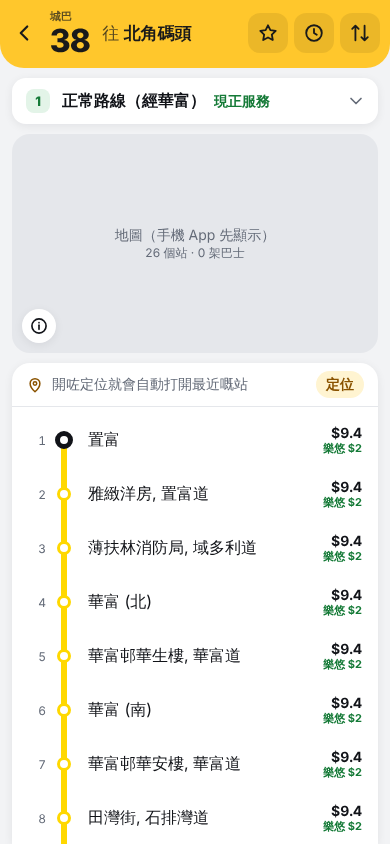 城巴
38 往 北角碼頭
1 正常路線（經華富） 現正服務
地圖（手機 App 先顯示）
26 個站 · 0 架巴士
開咗定位就會自動打開最近嘅站 定位
1 置富 $9.4
樂悠 $2
2 雅緻洋房, 置富道 $9.4
樂悠 $2
3 薄扶林消防局, 域多利道 $9.4
樂悠 $2
4 華富 (北) $9.4
樂悠 $2
5 華富邨華生樓, 華富道 $9.4
樂悠 $2
6 華富 (南) $9.4
樂悠 $2
7 華富邨華安樓, 華富道 $9.4
樂悠 $2
8 田灣街, 石排灣道 $9.4
樂悠 $2